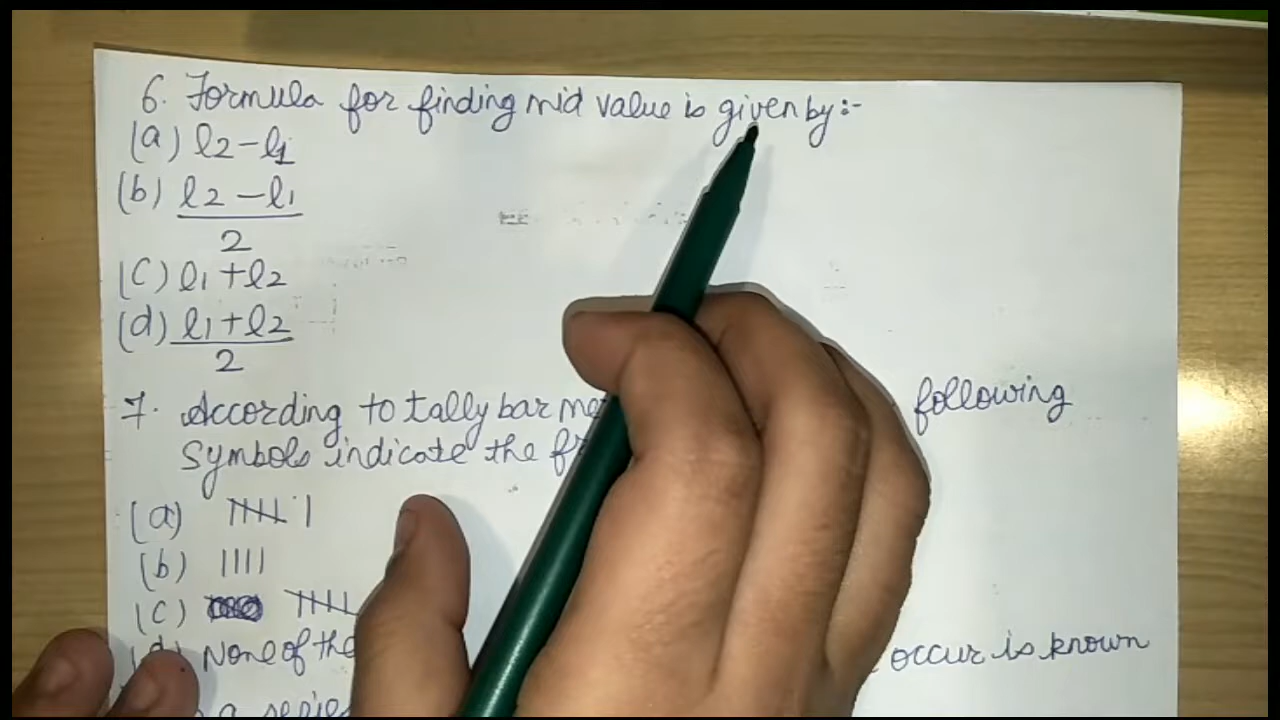 6. Formula for finding mid value is given by:-
(a) l2-l1
(b) l2-l1
2
(c) l1+l2
(d) l1+l2
2
7. According to tally bar following
Symbols indicate the
(a) 𝍸 |
(b) ||||
(c) 𝍸
(d) None of the occur is known
a